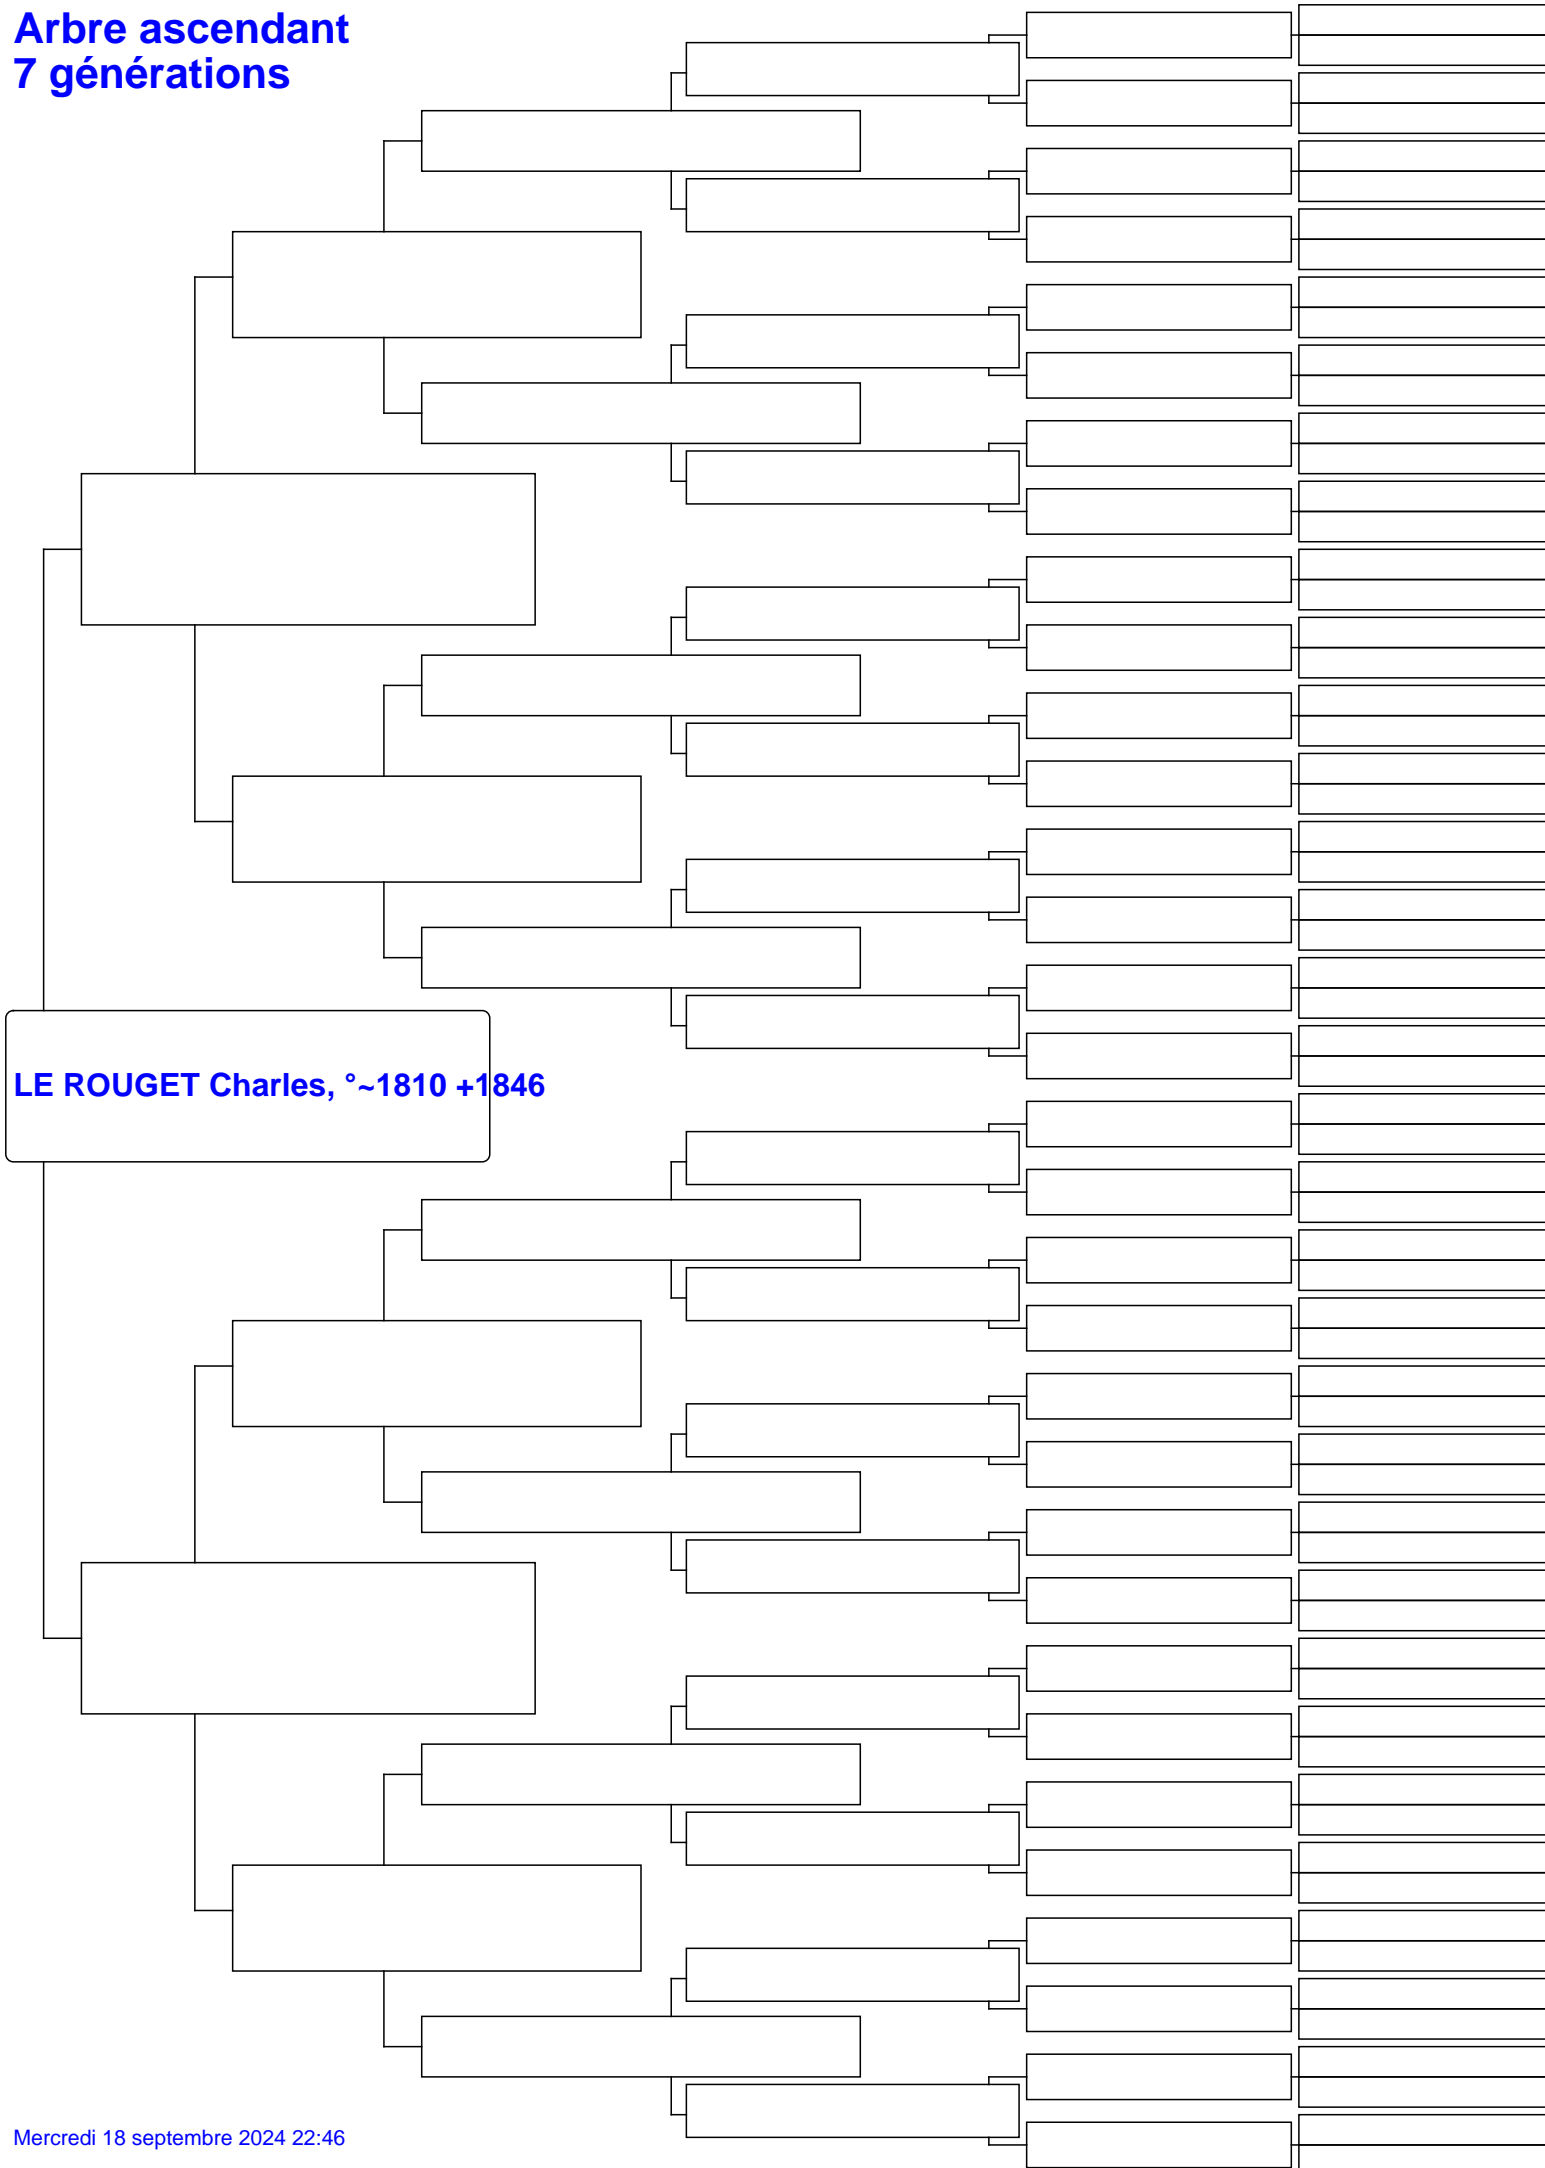 Arbre ascendant
7 générations
LE ROUGET Charles, °~1810 +1846
Mercredi 18 septembre 2024 22:46